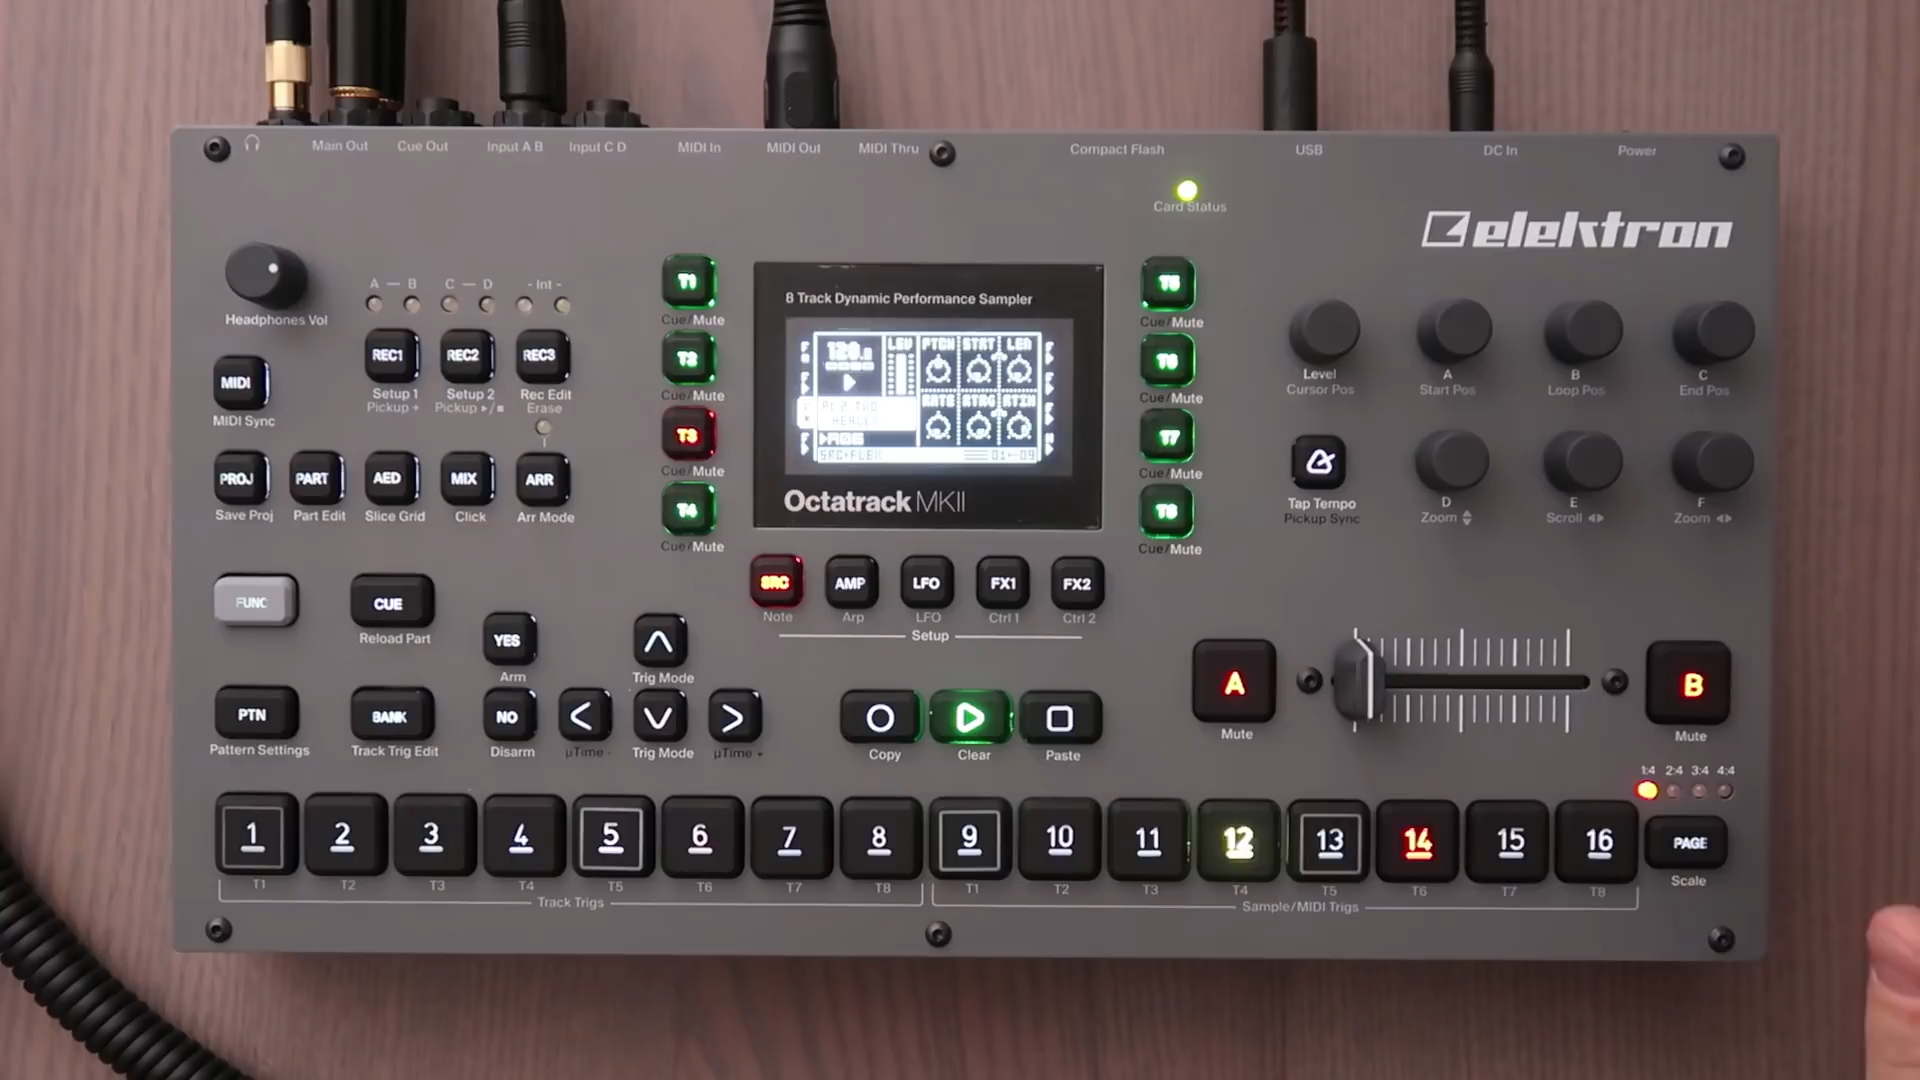 Main Out Cue Out Input A B Input C D MIDI In MIDI Out MIDI Thru Compact Flash USB DC In Power
Card Status
elektron
Headphones Vol
A B C D - Int -
REC1 REC2 REC3
Setup 1 Setup 2 Rec Edit
Pickup + Pickup Erase
MIDI
MIDI Sync
PROJ PART AED MIX ARR
Save Proj Part Edit Slice Grid Click Arr Mode
T1
Cue/Mute
T2
Cue/Mute
T3
Cue/Mute
T4
Cue/Mute
8 Track Dynamic Performance Sampler
LEV PTCH STRT LEN
RATE RTRG RTIM
Octatrack MKII
T5
Cue/Mute
T6
Cue/Mute
T7
Cue/Mute
T8
Cue/Mute
Level A B C
Cursor Pos Start Pos Loop Pos End Pos
Tap Tempo
Pickup Sync
D E F
Zoom Scroll Zoom
FUNC CUE
Reload Part
SRC AMP LFO FX1 FX2
Note Arp LFO Ctrl 1 Ctrl 2
Setup
YES
Arm Trig Mode
PTN BANK NO
Pattern Settings Track Trig Edit Disarm µTime - Trig Mode µTime +
Copy Clear Paste
A B
Mute Mute
1:4 2:4 3:4 4:4
1 2 3 4 5 6 7 8 9 10 11 12 13 14 15 16 PAGE
T1 T2 T3 T4 T5 T6 T7 T8 T1 T2 T3 T4 T5 T6 T7 T8 Scale
Track Trigs Sample/MIDI Trigs